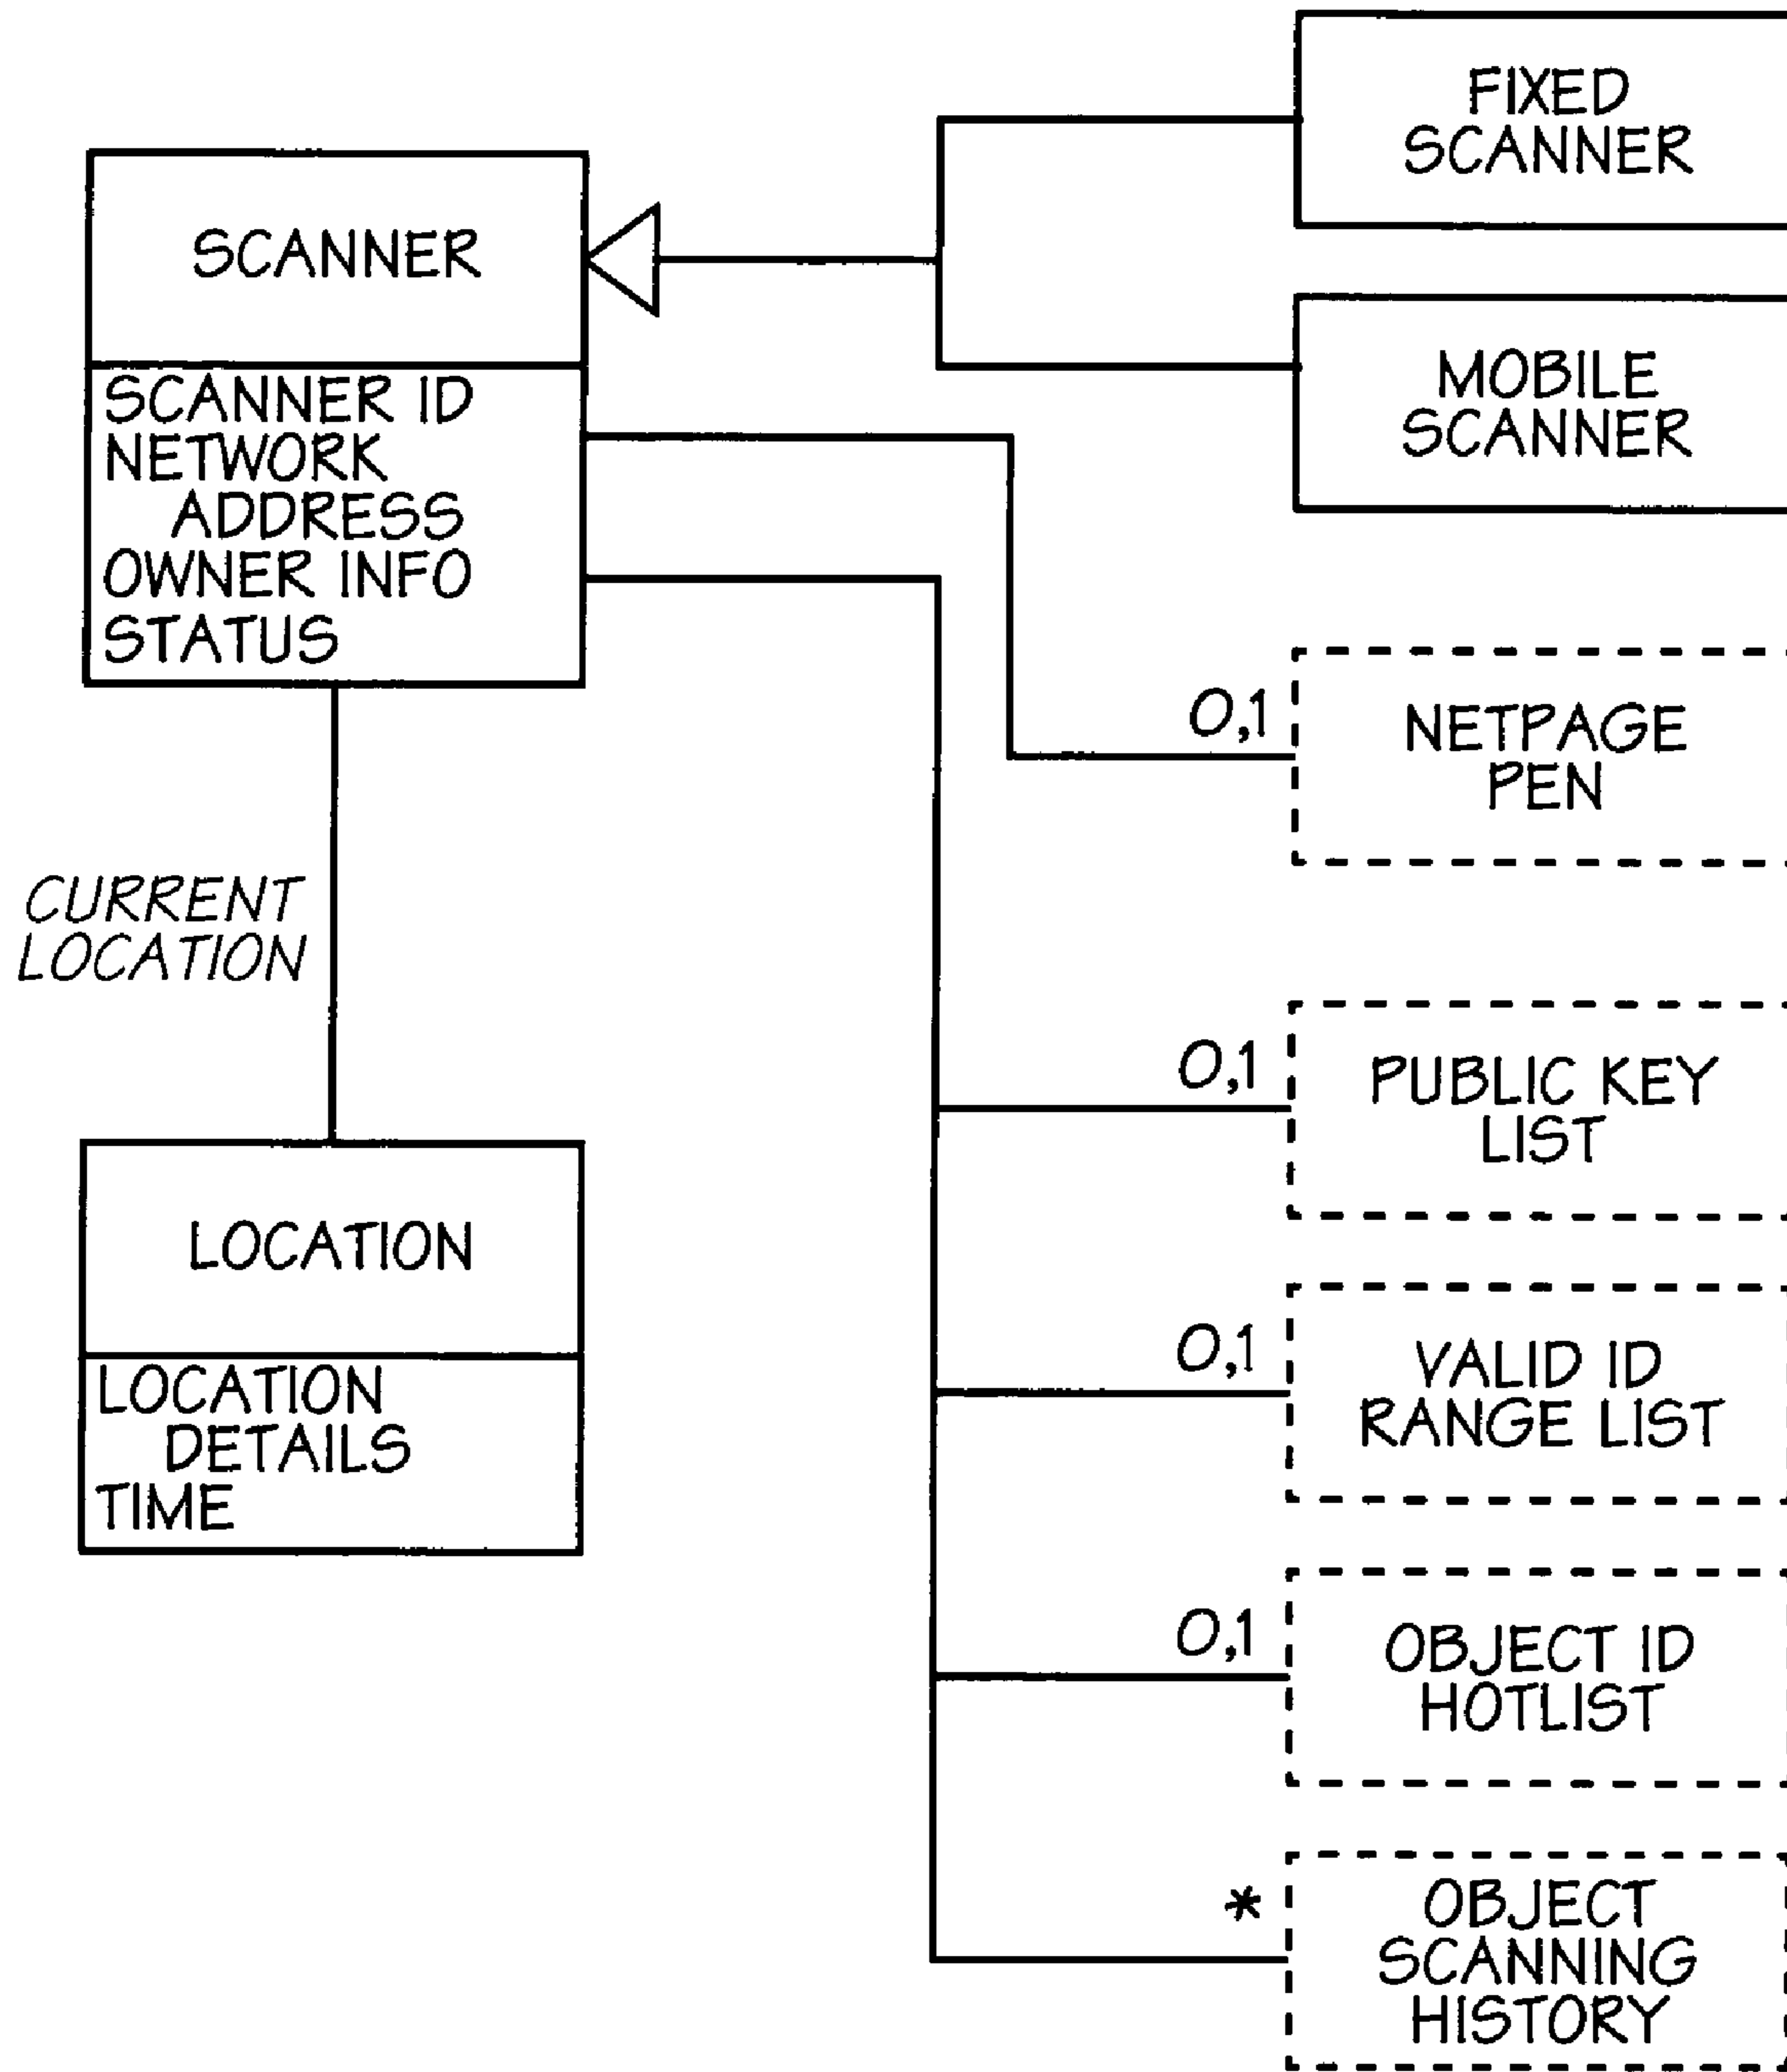 FIXED
SCANNER
SCANNER
MOBILE
SCANNER
SCANNER ID
NETWORK
ADDRESS
OWNER INFO
STATUS
0,1
NETPAGE
PEN
CURRENT
LOCATION
0,1
PUBLIC KEY
LIST
LOCATION
LOCATION
DETAILS
TIME
0,1
VALID ID
RANGE LIST
0,1
OBJECT ID
HOTLIST
*
OBJECT
SCANNING
HISTORY